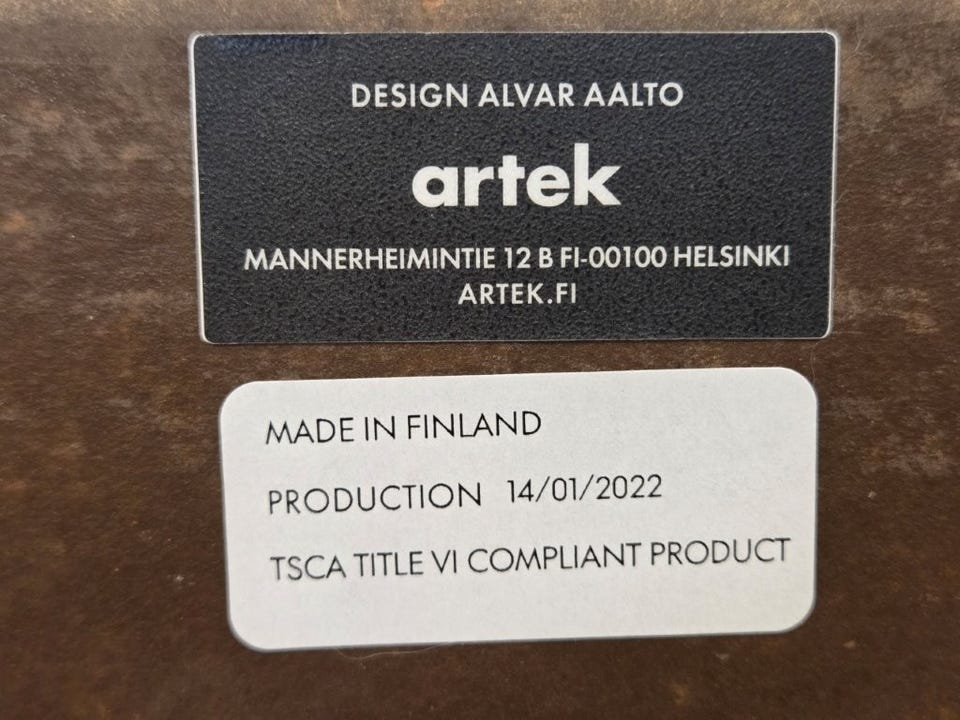 DESIGN ALVAR AALTO
artek
MANNERHEIMINTIE 12 B FI-00100 HELSINKI
ARTEK.FI
MADE IN FINLAND
PRODUCTION 14/01/2022
TSCA TITLE VI COMPLIANT PRODUCT